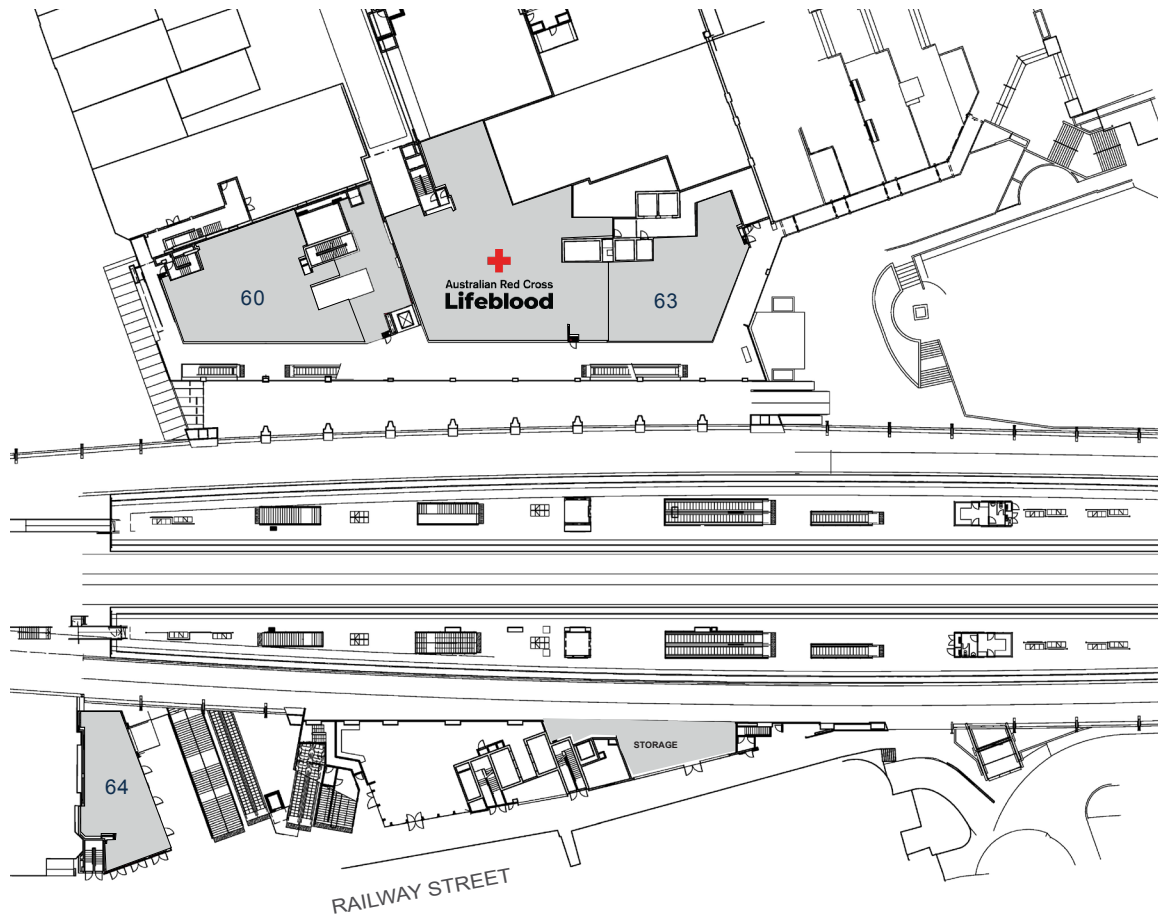 60
Australian Red Cross
Lifeblood
63
STORAGE
64
RAILWAY STREET